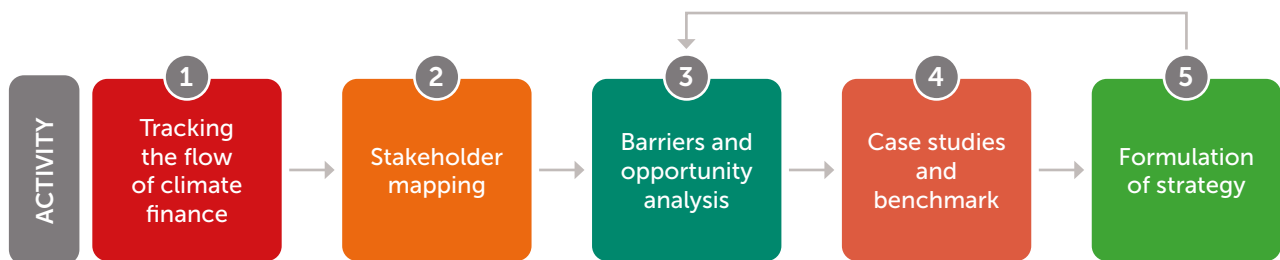 ACTIVITY
1
Tracking
the flow
of climate
finance
2
Stakeholder
mapping
3
Barriers and
opportunity
analysis
4
Case studies
and
benchmark
5
Formulation
of strategy